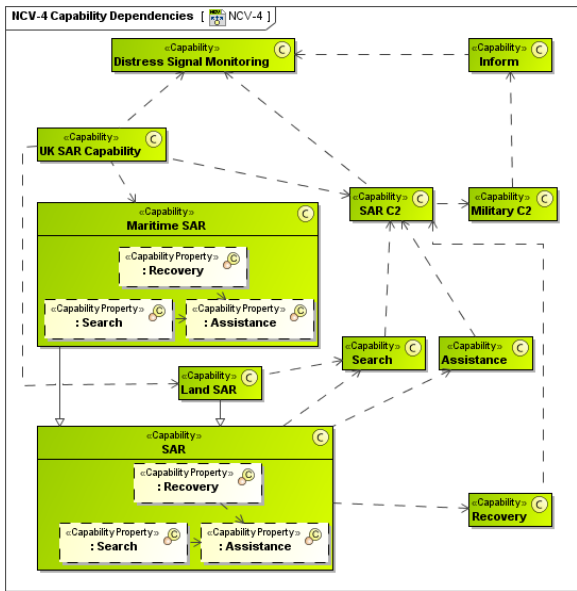 NCV-4 Capability Dependencies [ NCV-4 ]
«Capability»
Distress Signal Monitoring
«Capability»
Inform
«Capability»
UK SAR Capability
«Capability»
SAR C2
«Capability»
Military C2
«Capability»
Maritime SAR
«Capability Property»
: Recovery
«Capability Property»
: Search
«Capability Property»
: Assistance
«Capability»
Search
«Capability»
Assistance
«Capability»
Land SAR
«Capability»
SAR
«Capability Property»
: Recovery
«Capability Property»
: Search
«Capability Property»
: Assistance
«Capability»
Recovery